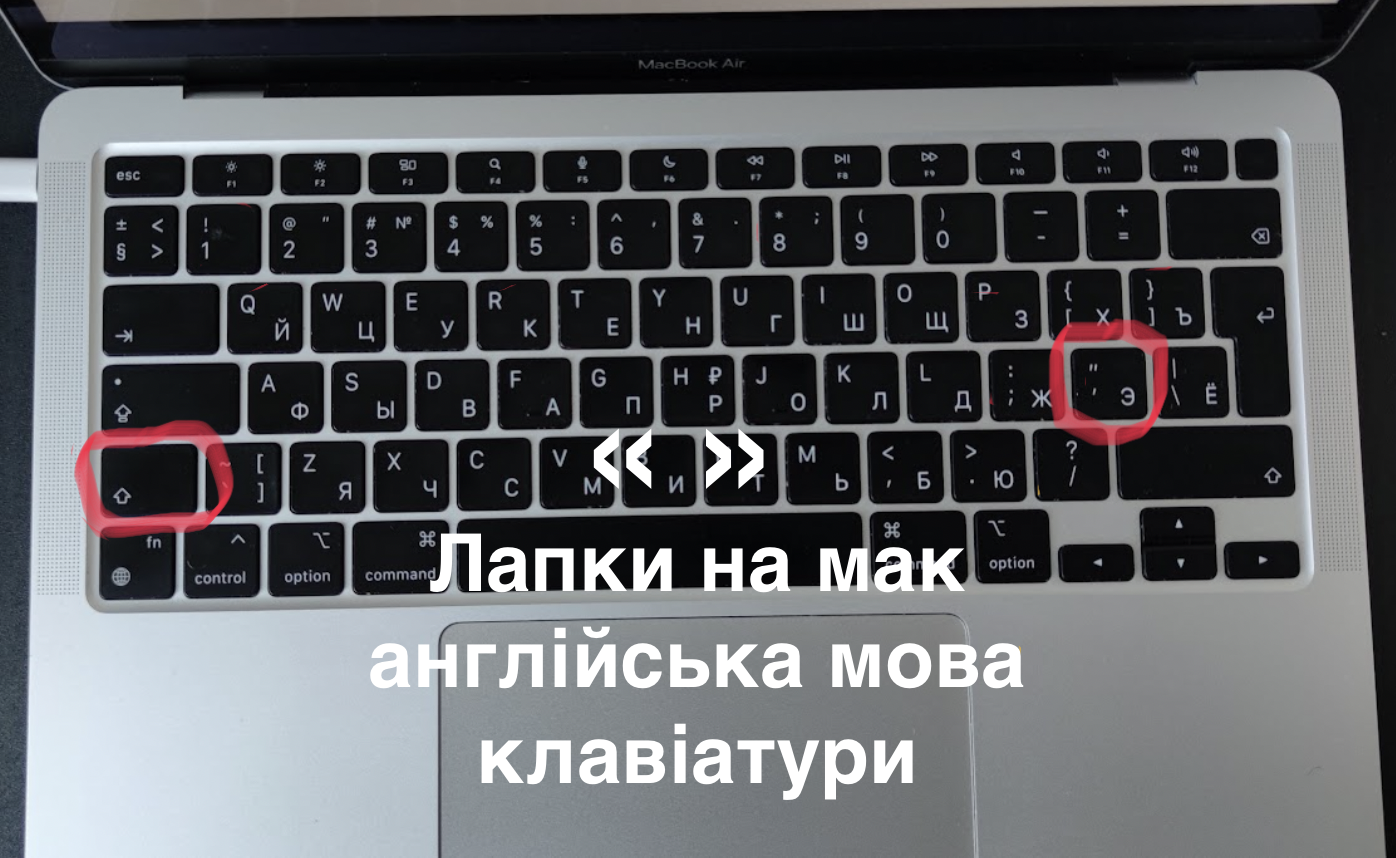 MacBook Air
esc F1 F2 F3 F4 F5 F6 F7 F8 F9 F10 F11 F12
± § < > ! 1 @ " 2 # № 3 $ % 4 % : 5 ^ , 6 & . 7 * ; 8 ( 9 ) 0 — - + =
Q Й W Ц E У R К T Е Y Н U Г I Ш O Щ P З { [ Х } ] Ъ
A Ф S Ы D В F А G П H ₽ Р J О K Л L Д : ; Ж " ' Э | \ Ё
~ [ ] Z Я X Ч C С V М И Т M Ь < , Б > . Ю ? /
« »
fn control option command option
Лапки на мак
англійська мова
клавіатури